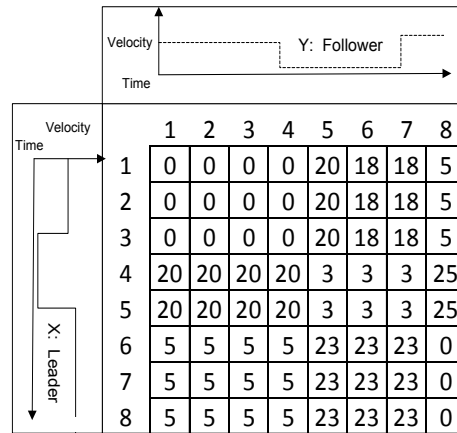 Velocity
Y: Follower
Time
Velocity
Time
1 2 3 4 5 6 7 8
1 0 0 0 0 20 18 18 5
2 0 0 0 0 20 18 18 5
3 0 0 0 0 20 18 18 5
4 20 20 20 20 3 3 3 25
5 20 20 20 20 3 3 3 25
6 5 5 5 5 23 23 23 0
7 5 5 5 5 23 23 23 0
8 5 5 5 5 23 23 23 0
X: Leader